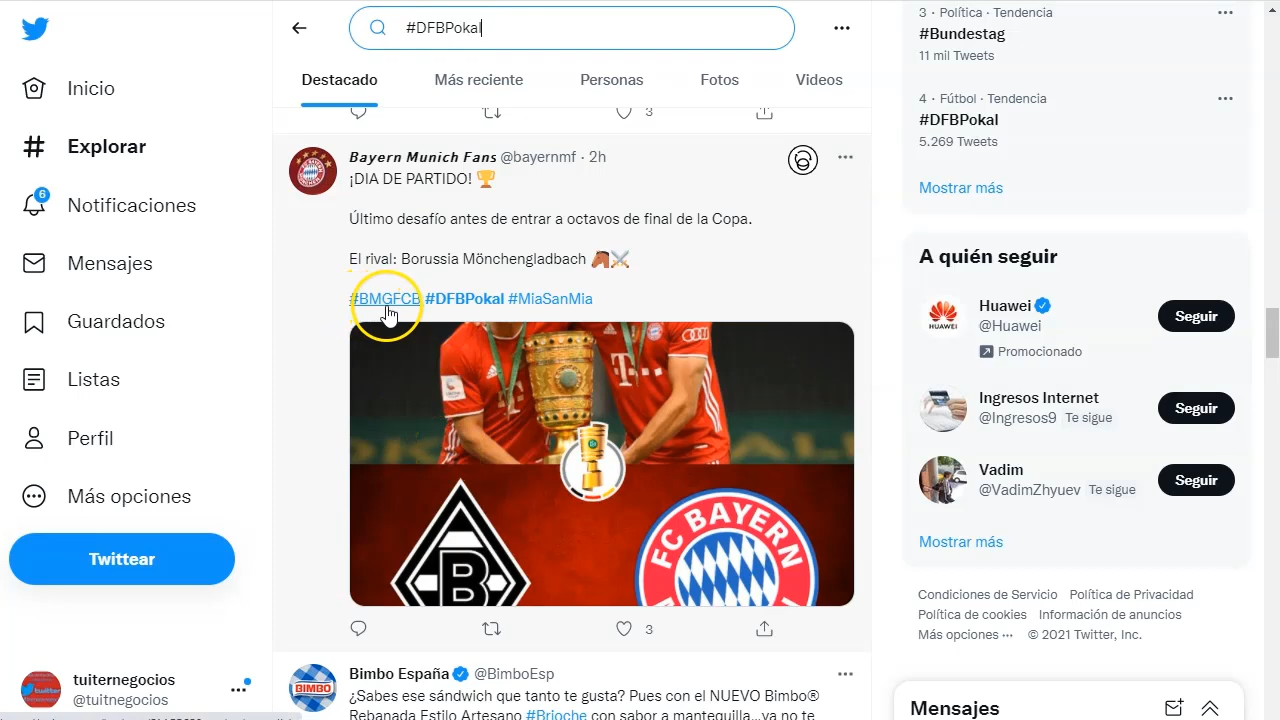 Inicio
Explorar
6
Notificaciones
Mensajes
Guardados
Listas
Perfil
Más opciones
Twittear
tuiternegocios
@tuitnegocios
#DFBPokal
Destacado
Más reciente
Personas
Fotos
Videos
3
Bayern Munich Fans @bayernmf · 2h
¡DIA DE PARTIDO! 🏆
Último desafío antes de entrar a octavos de final de la Copa.
El rival: Borussia Mönchengladbach 🐴⚔️
#BMGFCB #DFBPokal #MiaSanMia
B
FC BAYERN
3
Bimbo España @BimboEsp
BIMBO
¿Sabes ese sándwich que tanto te gusta? Pues con el NUEVO Bimbo®
Rebanada Estilo Artesano #Brioche con sabor a mantequilla...ya no te
3 · Política · Tendencia
#Bundestag
11 mil Tweets
4 · Fútbol · Tendencia
#DFBPokal
5.269 Tweets
Mostrar más
A quién seguir
HUAWEI
Huawei
@Huawei
Promocionado
Seguir
Ingresos Internet
@Ingresos9 Te sigue
Seguir
Vadim
@VadimZhyuev Te sigue
Seguir
Mostrar más
Condiciones de Servicio Política de Privacidad
Política de cookies Información de anuncios
Más opciones ··· © 2021 Twitter, Inc.
Mensajes